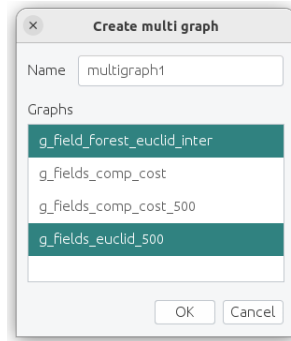 Create multi graph
Name multigraph1
Graphs
g_field_forest_euclid_inter
g_fields_comp_cost
g_fields_comp_cost_500
g_fields_euclid_500
OK Cancel